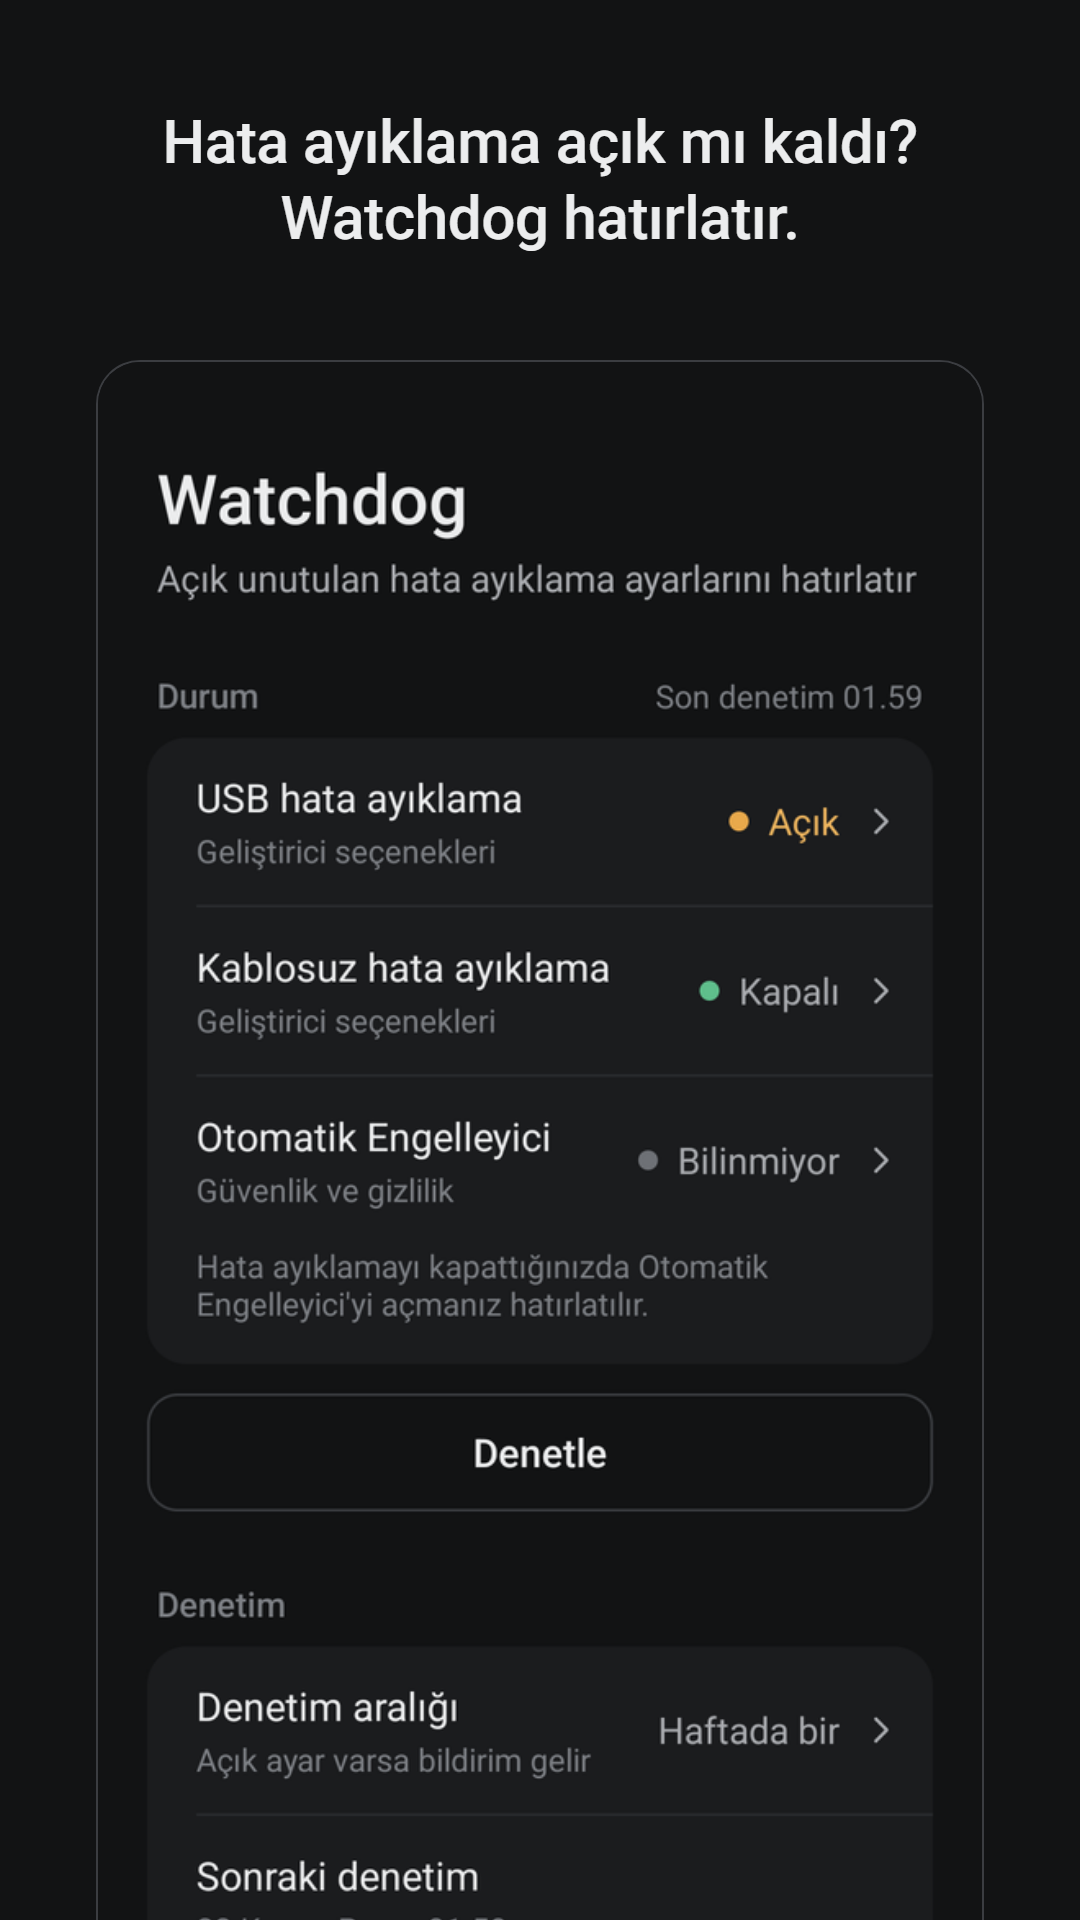 Hata ayıklama açık mı kaldı?
Watchdog hatırlatır.
Watchdog
Açık unutulan hata ayıklama ayarlarını hatırlatır
Durum
Son denetim 01.59
USB hata ayıklama
Açık
Geliştirici seçenekleri
Kablosuz hata ayıklama
Kapalı
Geliştirici seçenekleri
Otomatik Engelleyici
Bilinmiyor
Güvenlik ve gizlilik
Hata ayıklamayı kapattığınızda Otomatik
Engelleyici'yi açmanız hatırlatılır.
Denetle
Denetim
Denetim aralığı
Haftada bir
Açık ayar varsa bildirim gelir
Sonraki denetim